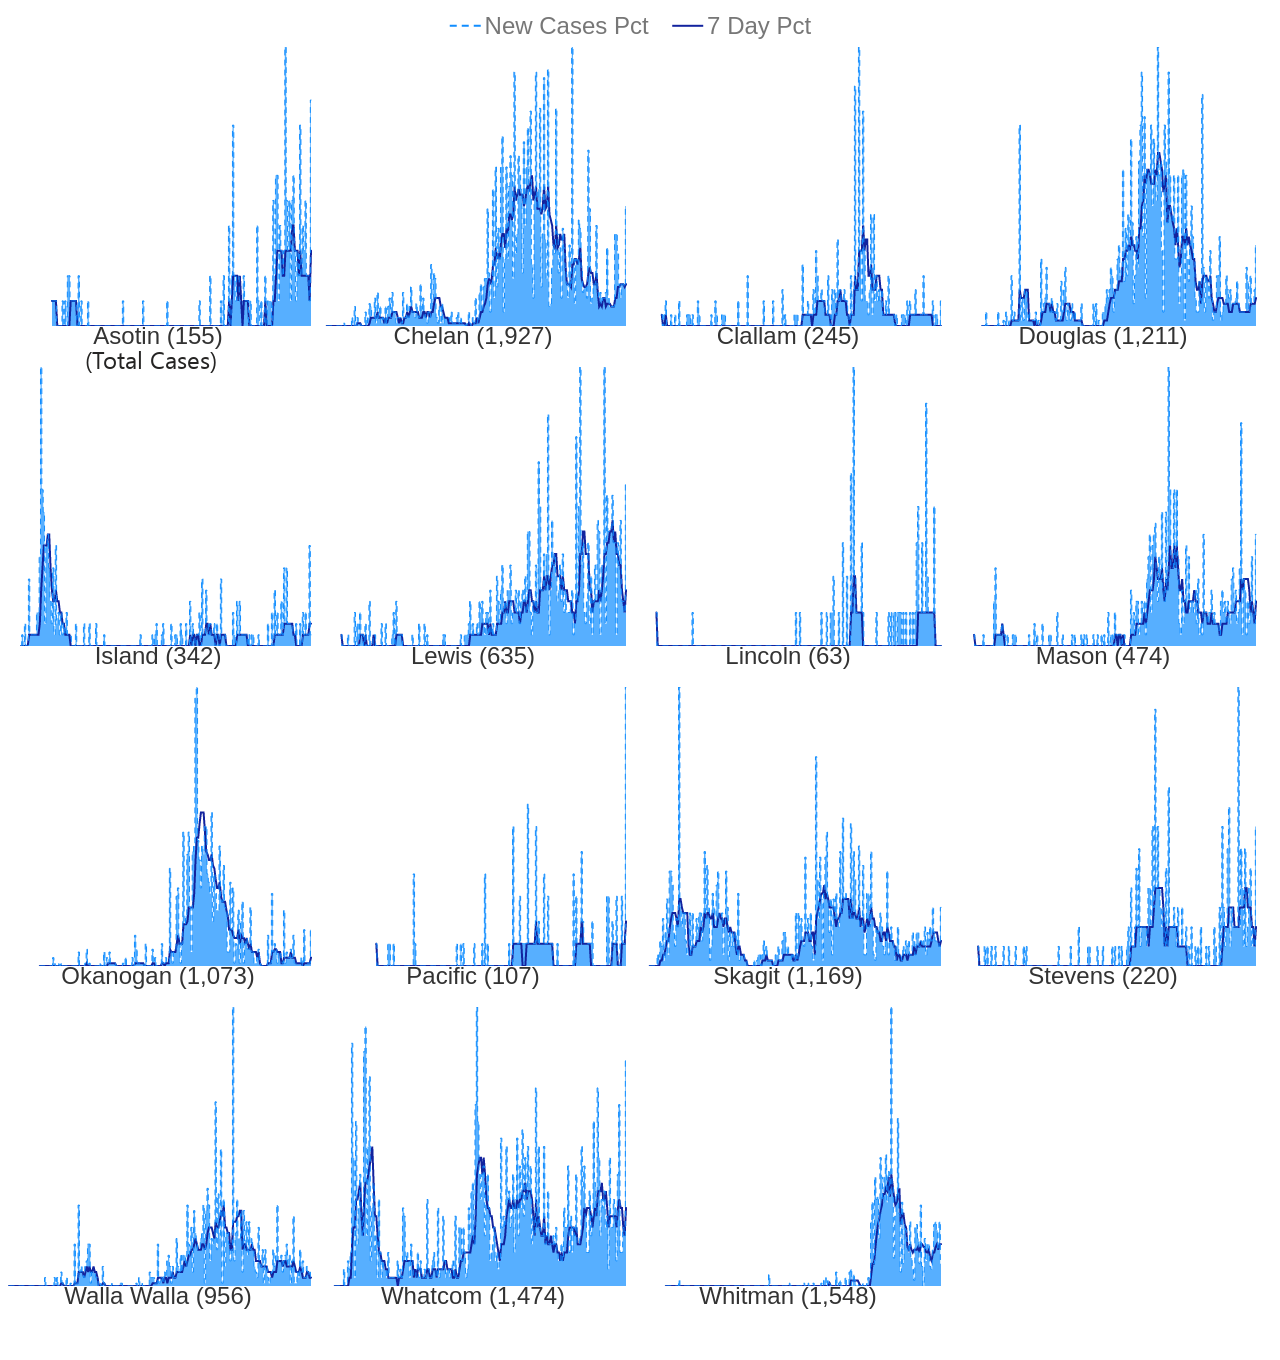 New Cases Pct 7 Day Pct
Asotin (155) Chelan (1,927) Clallam (245) Douglas (1,211)
(Total Cases)
Island (342) Lewis (635) Lincoln (63) Mason (474)
Okanogan (1,073) Pacific (107) Skagit (1,169) Stevens (220)
Walla Walla (956) Whatcom (1,474) Whitman (1,548)